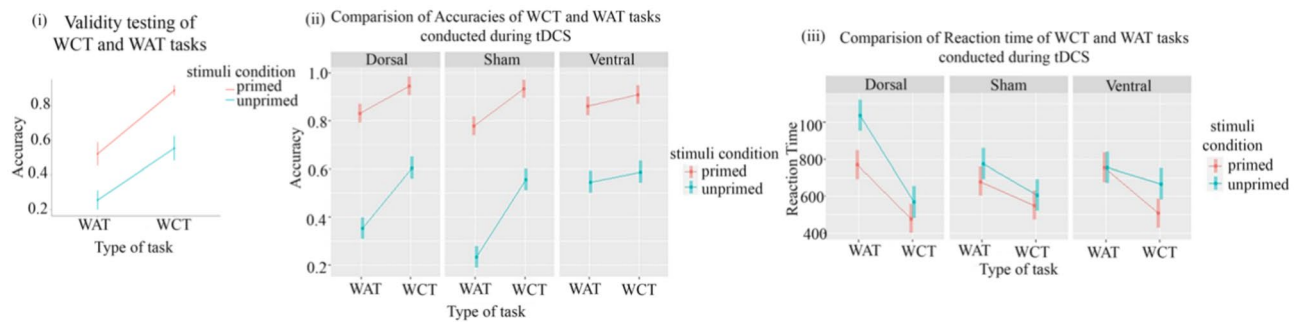 (i) Validity testing of
WCT and WAT tasks
stimuli condition
primed
unprimed
Accuracy
0.8
0.6
0.4
0.2
WAT WCT
Type of task
(ii) Comparision of Accuracies of WCT and WAT tasks
conducted during tDCS
Dorsal Sham Ventral
Accuracy
1.0
0.8
0.6
0.4
0.2
WAT WCT WAT WCT WAT WCT
Type of task
stimuli condition
primed
unprimed
(iii) Comparision of Reaction time of WCT and WAT tasks
conducted during tDCS
Dorsal Sham Ventral
Reaction Time
100
800
600
400
WAT WCT WAT WCT WAT WCT
Type of task
stimuli
condition
primed
unprimed